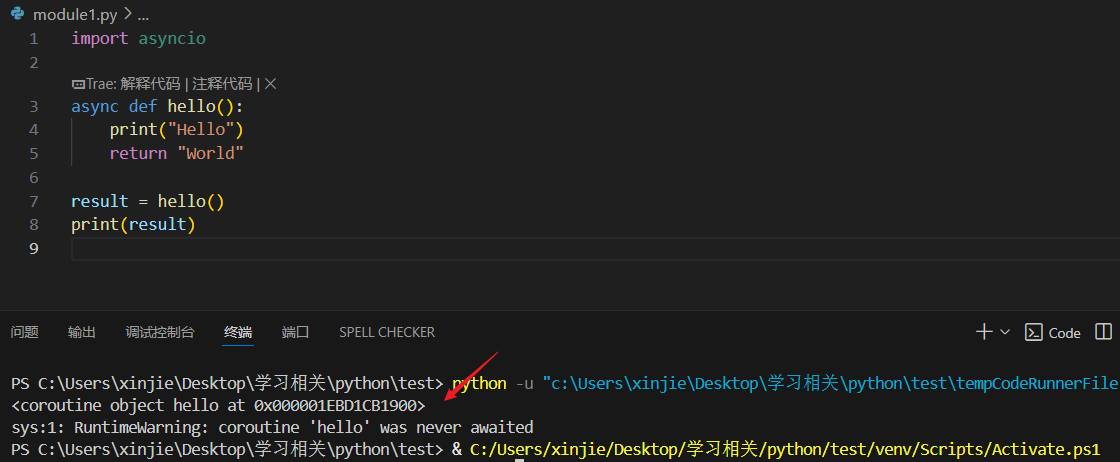 module1.py > ...
1 import asyncio
2
Trae: 解释代码 | 注释代码 | ×
3 async def hello():
4     print("Hello")
5     return "World"
6
7 result = hello()
8 print(result)
9
问题 输出 调试控制台 终端 端口 SPELL CHECKER Code
PS C:\Users\xinjie\Desktop\学习相关\python\test> python -u "c:\Users\xinjie\Desktop\学习相关\python\test\tempCodeRunnerFile
<coroutine object hello at 0x000001EBD1CB1900>
sys:1: RuntimeWarning: coroutine 'hello' was never awaited
PS C:\Users\xinjie\Desktop\学习相关\python\test> & C:/Users/xinjie/Desktop/学习相关/python/test/venv/Scripts/Activate.ps1